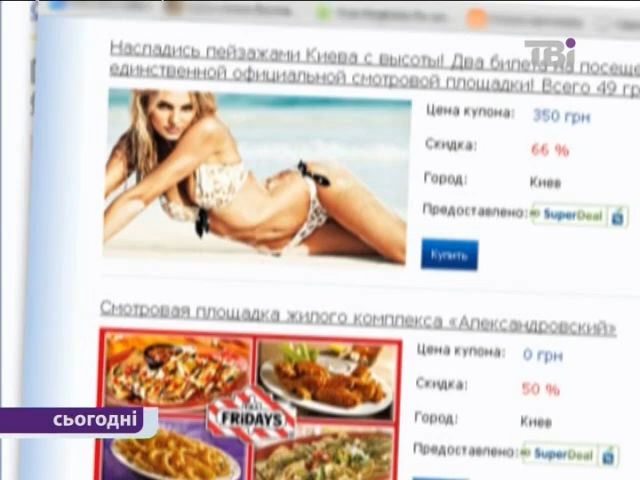 ТВі
Насладись пейзажами Киева с высоты! Два билета на посеще
единственной официальной смотровой площадки! Всего 49 гр
Цена купона: 350 грн
Скидка: 66 %
Город: Киев
Предоставлено: SuperDeal
Купить
Смотровая площадка жилого комплекса «Александровский»
Цена купона: 0 грн
Скидка: 50 %
Город: Киев
Предоставлено: SuperDeal
FRiDAYS
сьогодні